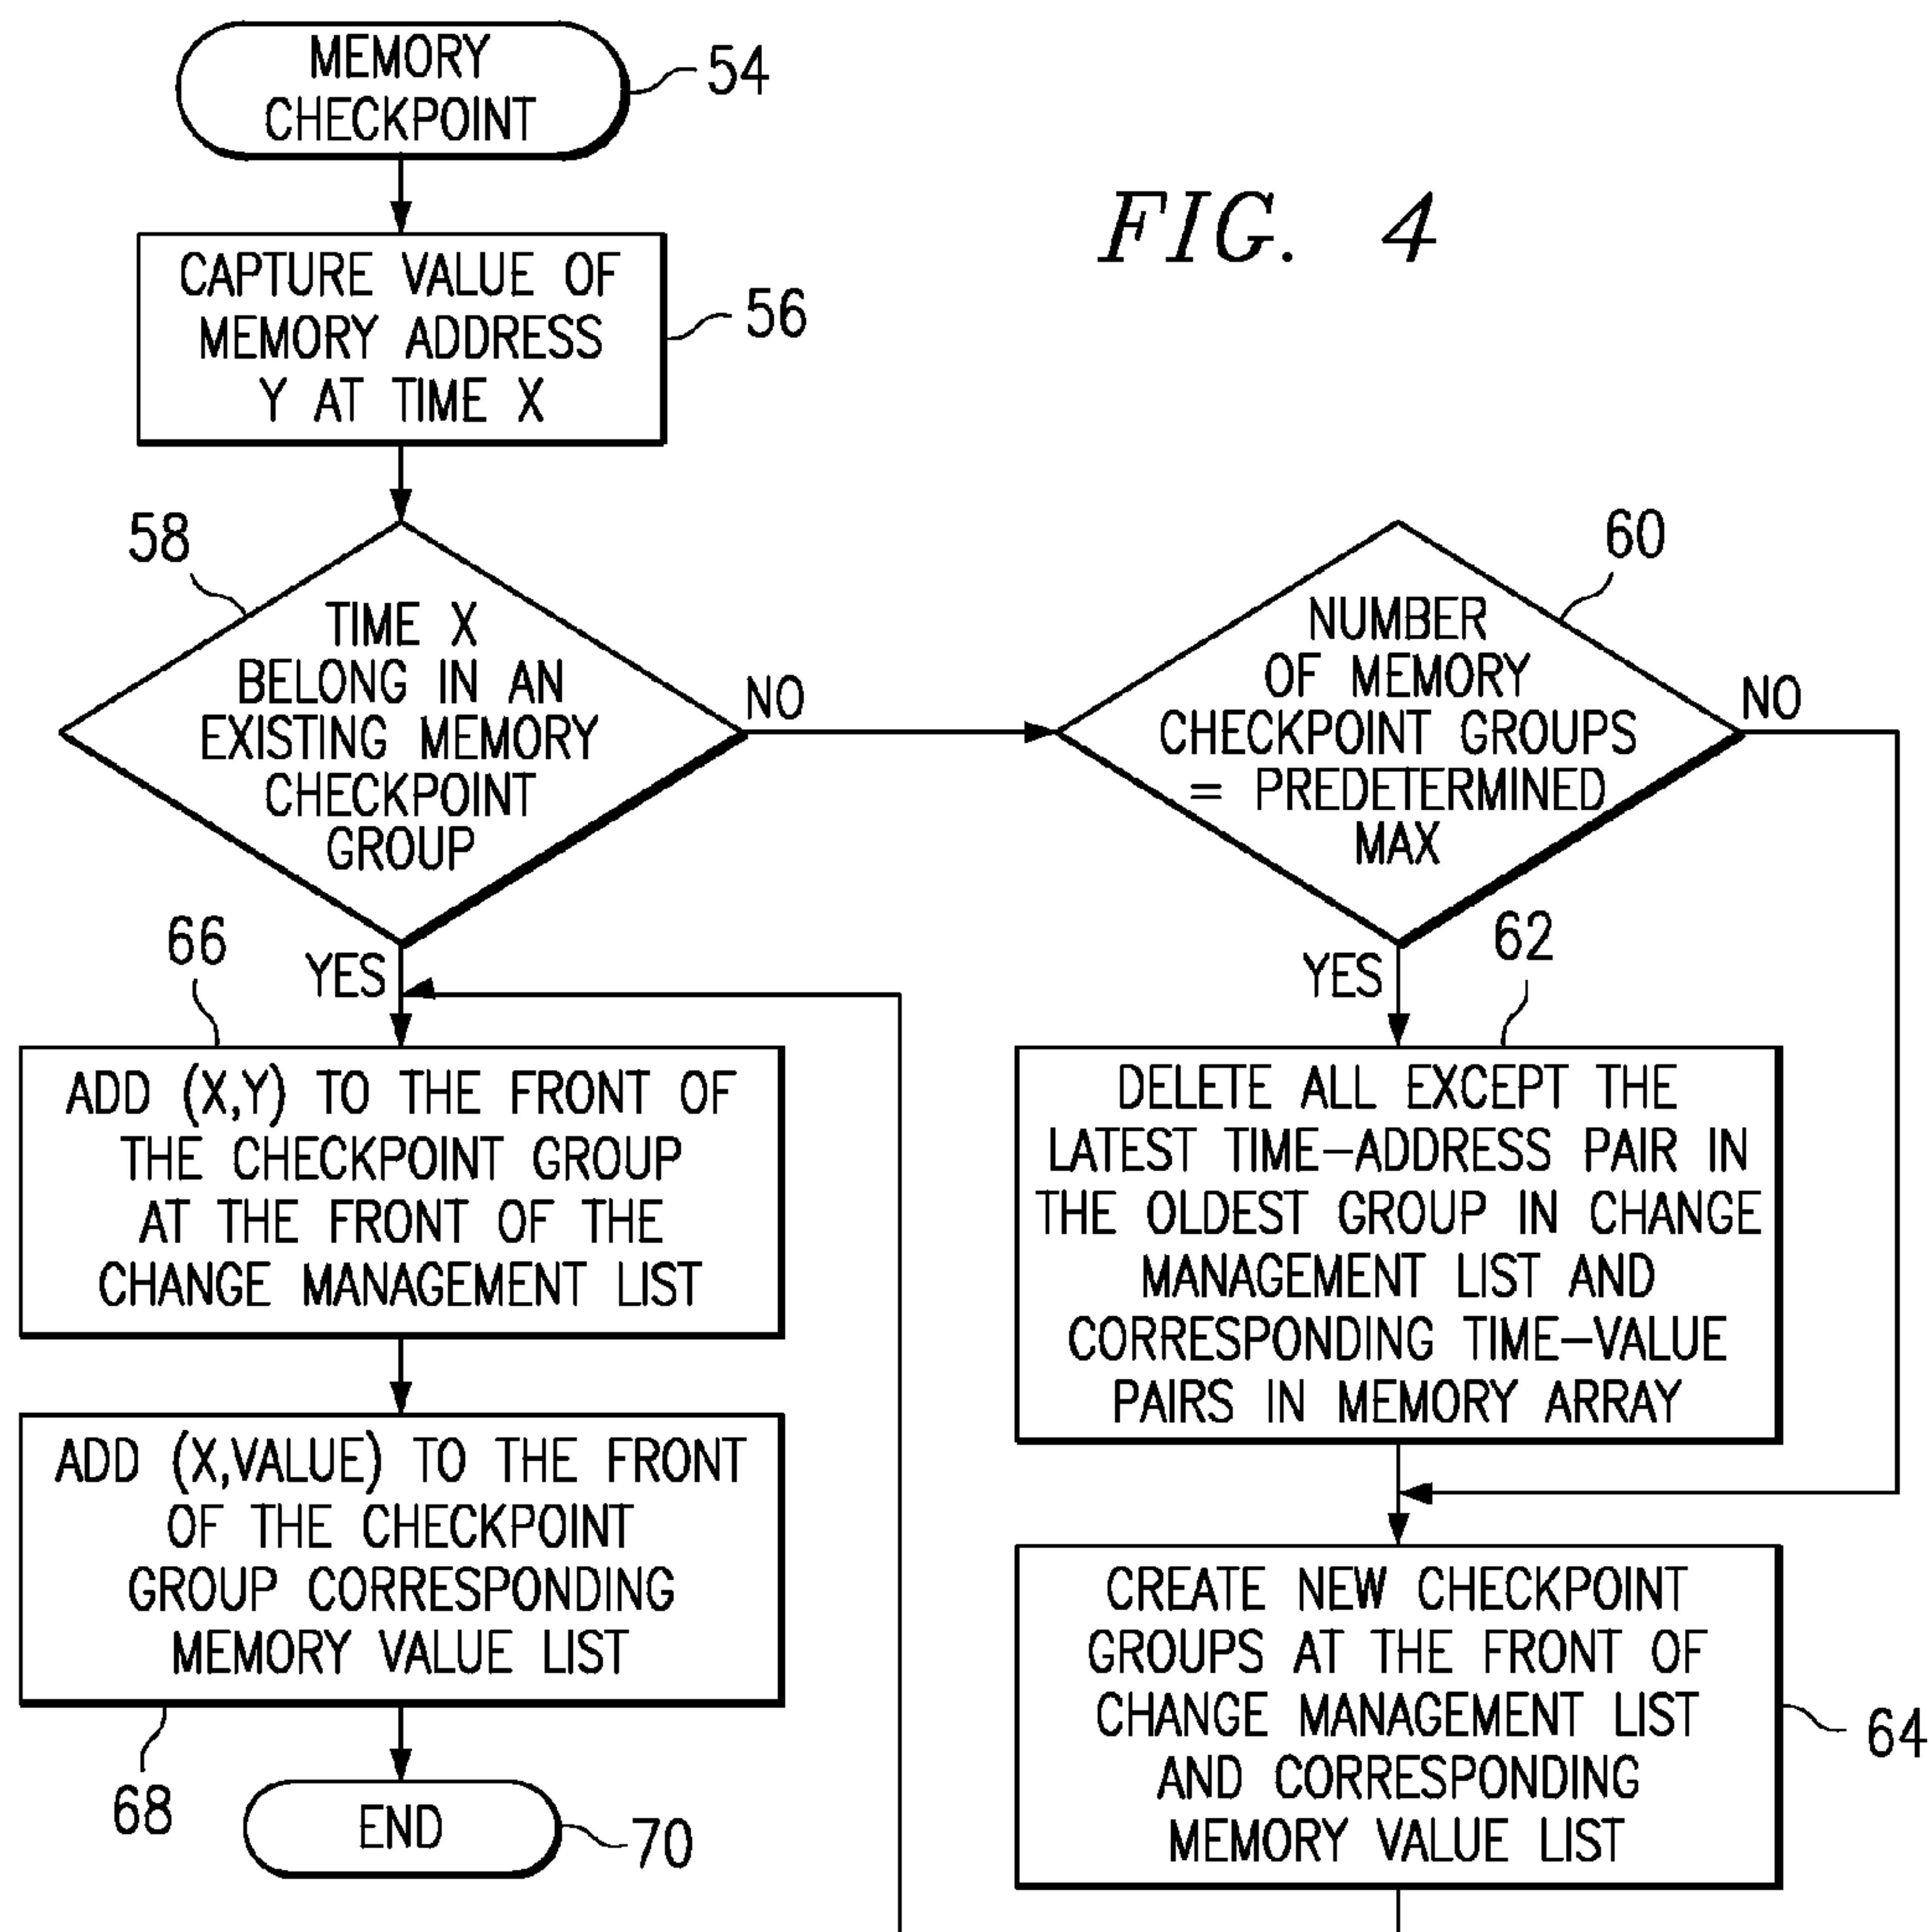 MEMORY
CHECKPOINT
54
FIG. 4
CAPTURE VALUE OF
MEMORY ADDRESS
Y AT TIME X
56
58
TIME X
BELONG IN AN
EXISTING MEMORY
CHECKPOINT
GROUP
NO
YES
60
NUMBER
OF MEMORY
CHECKPOINT GROUPS
= PREDETERMINED
MAX
NO
YES
62
DELETE ALL EXCEPT THE
LATEST TIME-ADDRESS PAIR IN
THE OLDEST GROUP IN CHANGE
MANAGEMENT LIST AND
CORRESPONDING TIME-VALUE
PAIRS IN MEMORY ARRAY
66
ADD (X,Y) TO THE FRONT OF
THE CHECKPOINT GROUP
AT THE FRONT OF THE
CHANGE MANAGEMENT LIST
ADD (X,VALUE) TO THE FRONT
OF THE CHECKPOINT
GROUP CORRESPONDING
MEMORY VALUE LIST
68
CREATE NEW CHECKPOINT
GROUPS AT THE FRONT OF
CHANGE MANAGEMENT LIST
AND CORRESPONDING
MEMORY VALUE LIST
64
END
70